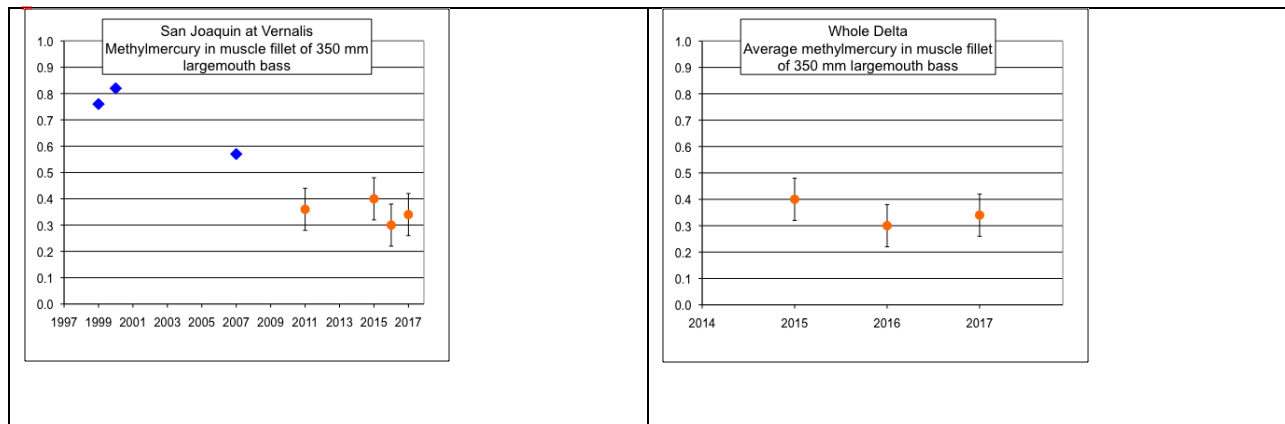 San Joaquin at Vernalis
Methylmercury in muscle fillet of 350 mm
largemouth bass
1.0
0.9
0.8
0.7
0.6
0.5
0.4
0.3
0.2
0.1
0.0
1997 1999 2001 2003 2005 2007 2009 2011 2013 2015 2017
Whole Delta
Average methylmercury in muscle fillet
of 350 mm largemouth bass
1.0
0.9
0.8
0.7
0.6
0.5
0.4
0.3
0.2
0.1
0.0
2014 2015 2016 2017